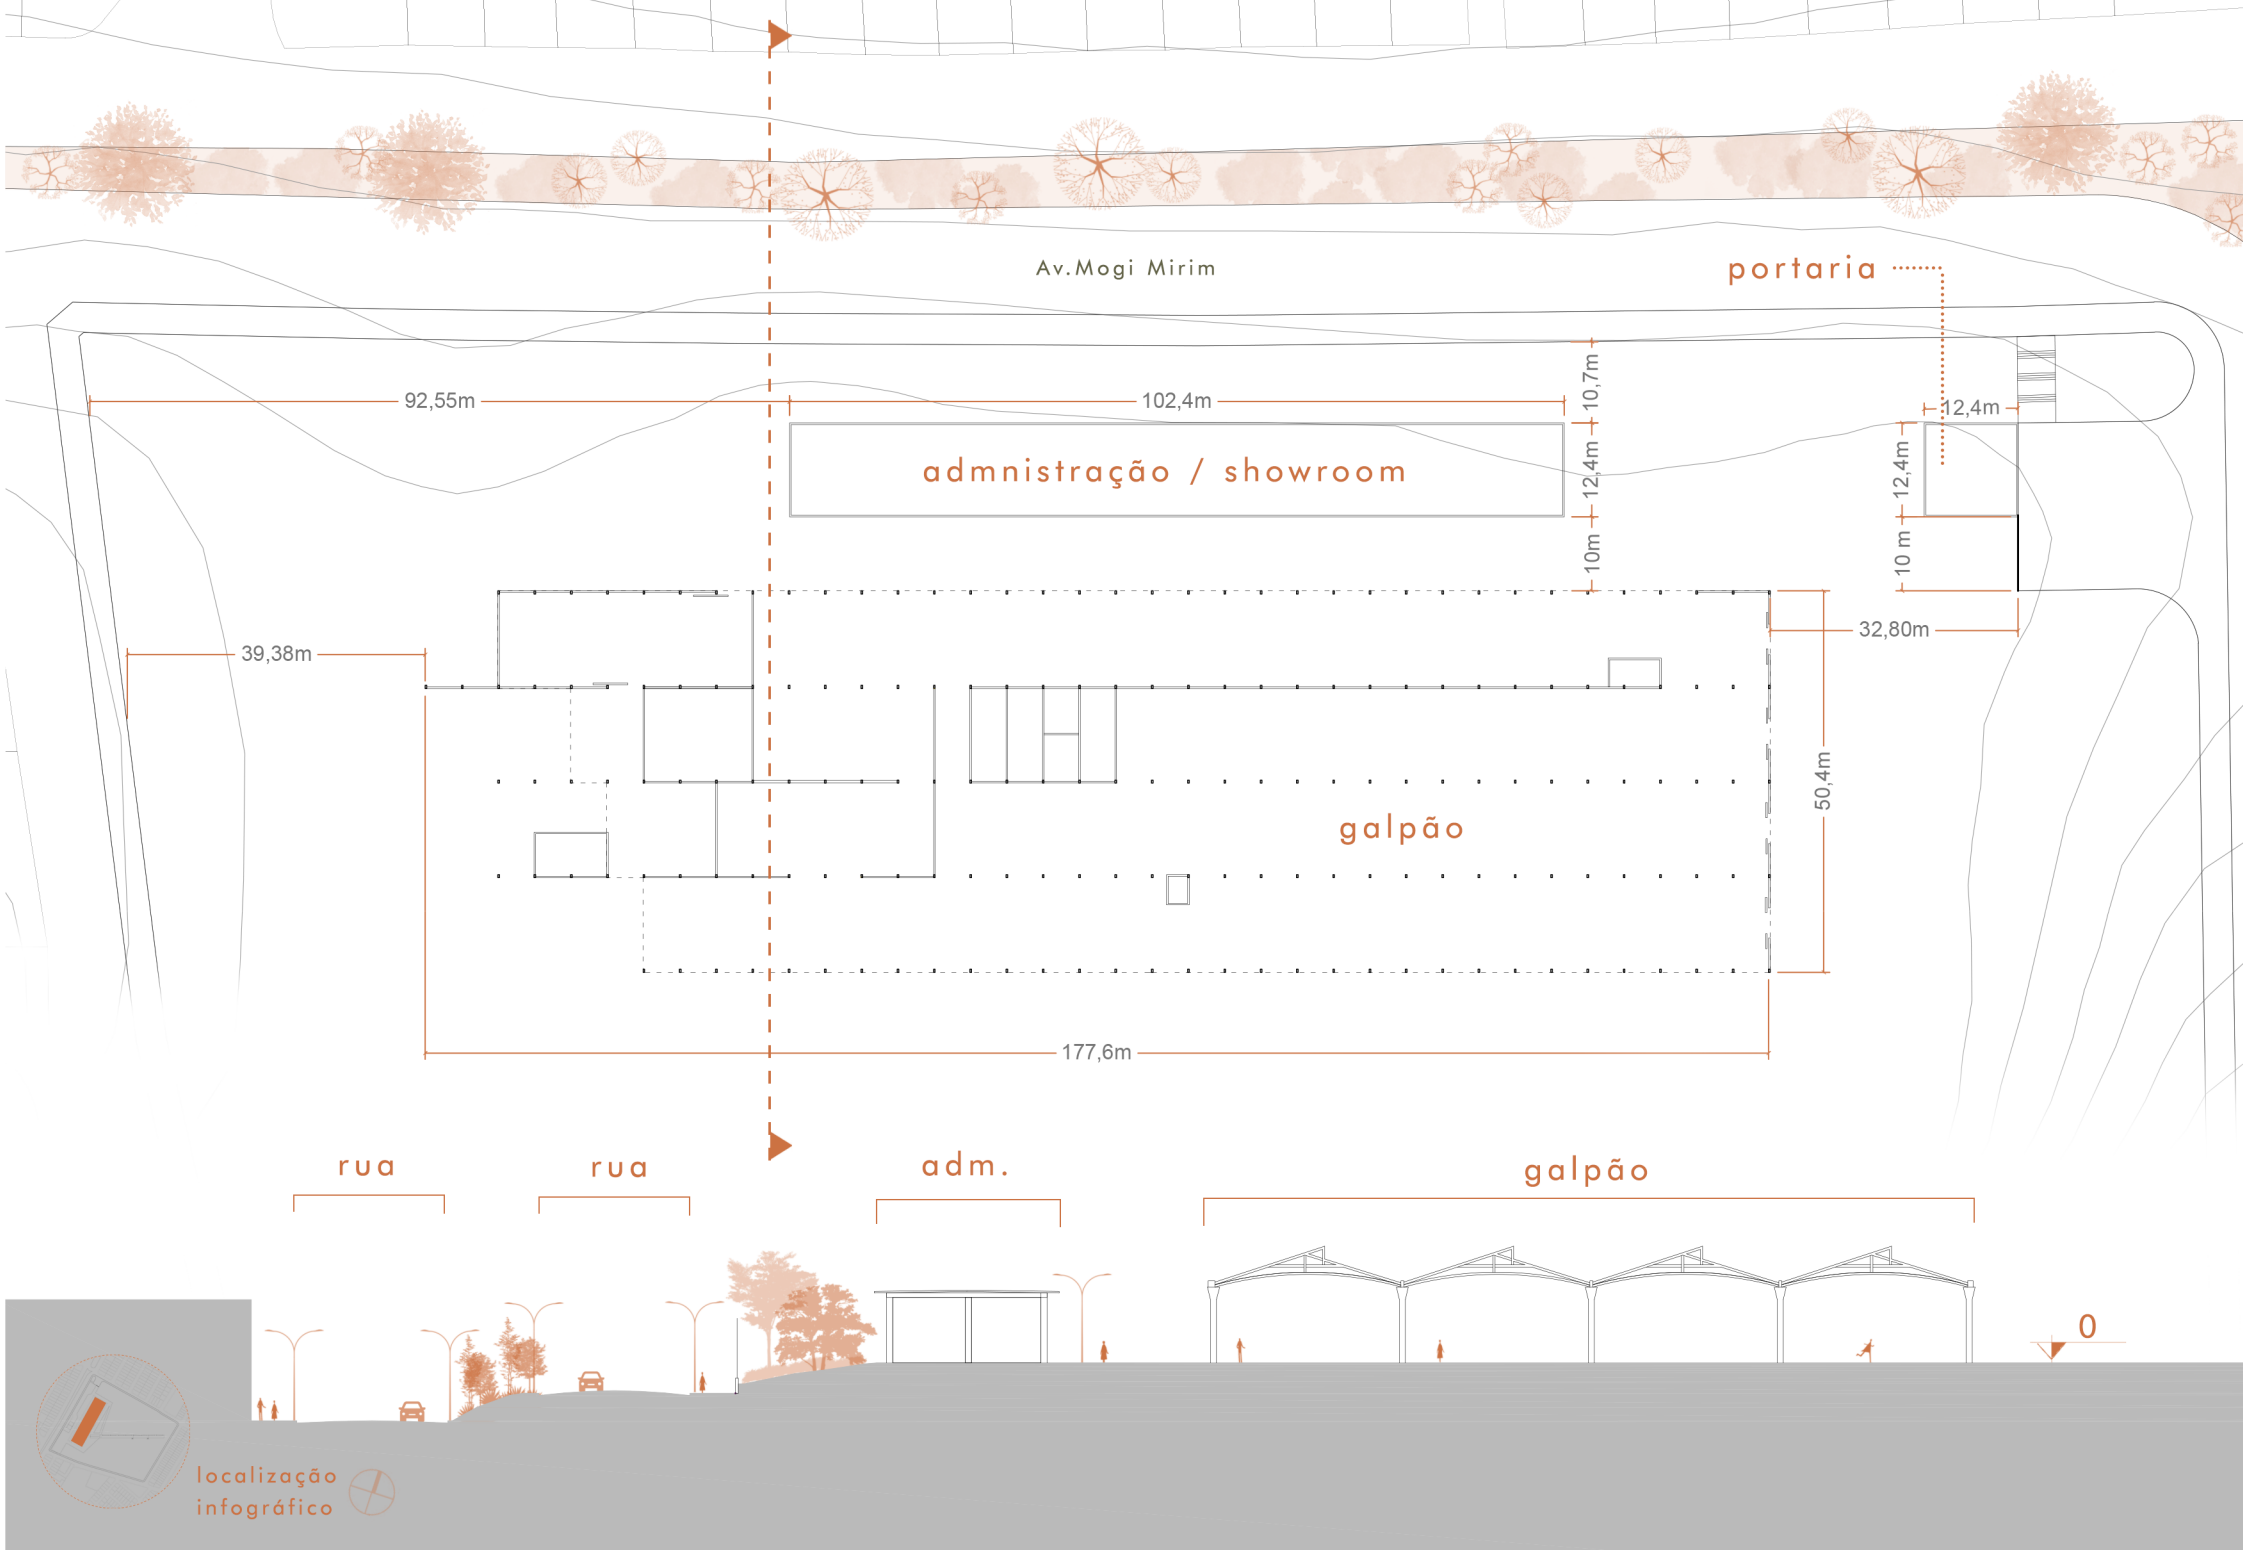 Av.Mogi Mirim
portaria
92,55m
102,4m
10,7m
12,4m
admnistração / showroom
12,4m
12,4m
10m
10 m
32,80m
39,38m
50,4m
galpão
177,6m
rua
rua
adm.
galpão
0
localização
infográfico